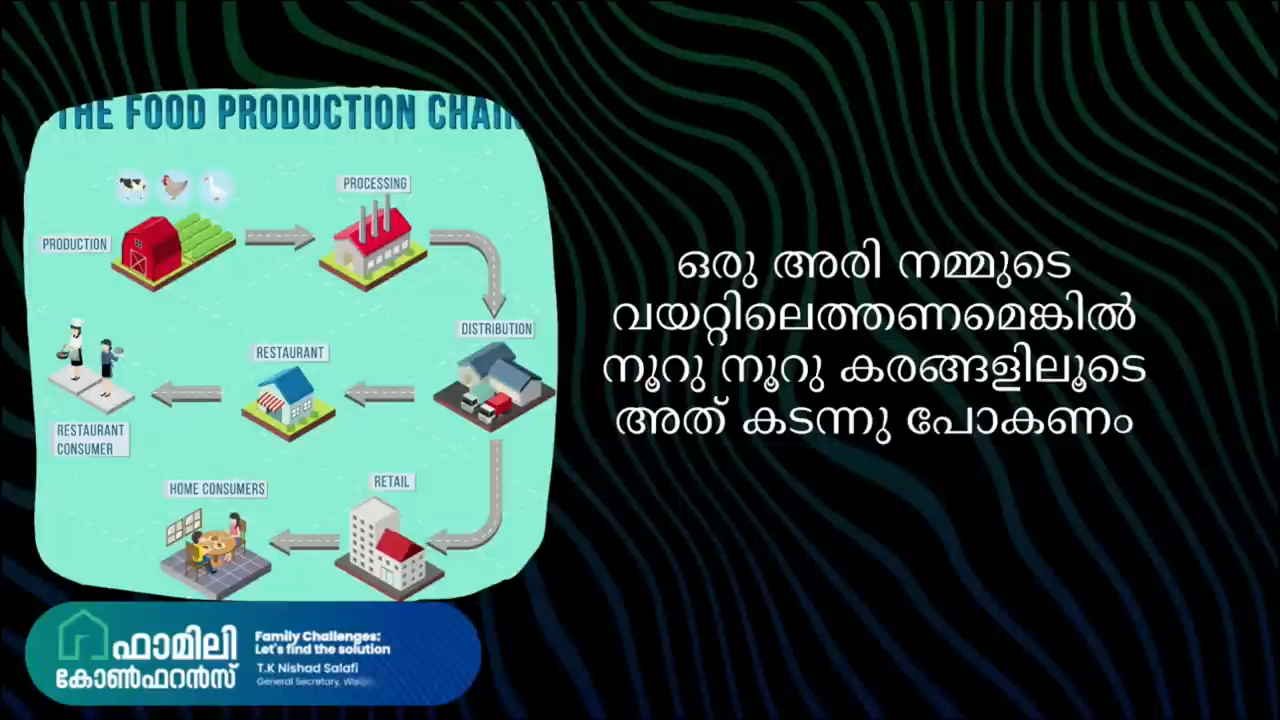 THE FOOD PRODUCTION CHAIN
PROCESSING
PRODUCTION
DISTRIBUTION
RESTAURANT
RESTAURANT
CONSUMER
RETAIL
HOME CONSUMERS
ഒരു അരി നമ്മുടെ
വയറ്റിലെത്തണമെങ്കിൽ
നൂറു നൂറു കരങ്ങളിലൂടെ
അത് കടന്നു പോകണം
ഫാമിലി
കോൺഫറൻസ്
Family Challenges:
Let's find the solution
T.K Nishad Salafi
General Secretary,